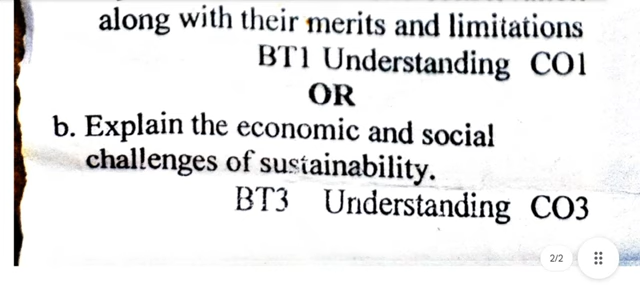 along with their merits and limitations
BT1 Understanding CO1
OR
b. Explain the economic and social
challenges of sustainability.
BT3 Understanding CO3
2/2